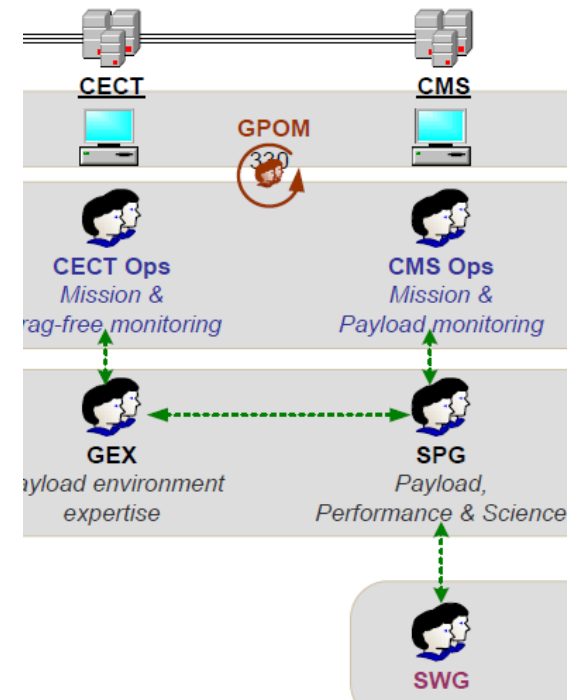 CECT
CMS
GPOM
330
CECT Ops
Mission &
rag-free monitoring
CMS Ops
Mission &
Payload monitoring
GEX
ayload environment
expertise
SPG
Payload,
Performance & Science
SWG